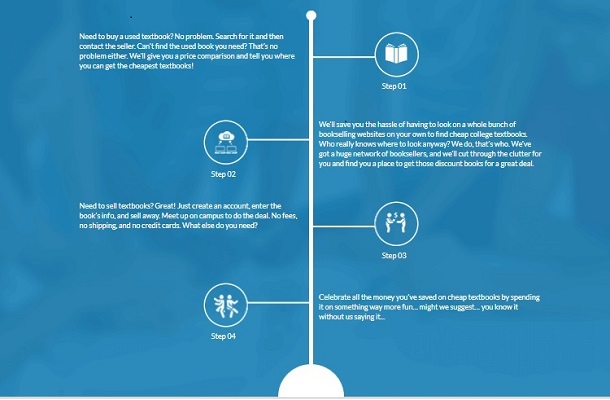 Need to buy a used textbook? No problem. Search for it and then
contact the seller. Can't find the used book you need? That's no
problem either. We'll give you a price comparison and tell you where
you can get the cheapest textbooks!
Step 01
We'll save you the hassle of having to look on a whole bunch of
bookselling websites on your own to find cheap college textbooks.
Who really knows where to look anyway? We do, that's who. We've
got a huge network of booksellers, and we'll cut through the clutter for
you and find you a place to get those discount books for a great deal.
Step 02
Need to sell textbooks? Great! Just create an account, enter the
book's info, and sell away. Meet up on campus to do the deal. No fees,
no shipping, and no credit cards. What else do you need?
$
Step 03
Celebrate all the money you've saved on cheap textbooks by spending
it on something way more fun... might we suggest... you know it
without us saying it...
Step 04